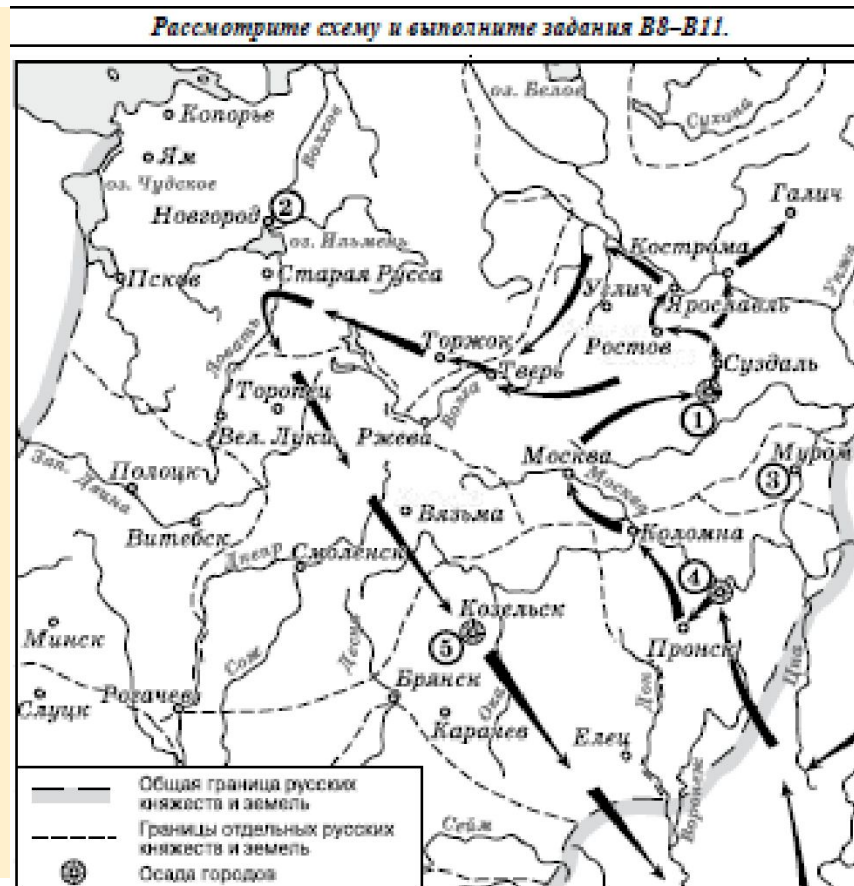 Рассмотрите схему и выполните задания В8–В11.
оз. Белое
Сухона
Копорье
Волхов
Ям
оз. Чудское
Галич
Новгород
2
оз. Ильмень
Кострома
Унжа
Псков
Старая Русса
Углич
Ярославль
Ловать
Торжок
Ростов
Суздаль
Тверь
Торопец
Волга
1
Вел. Луки
Ржева
Москва
Муром
Зап. Двина
Полоцк
Москва
3
Вязьма
Витебск
Коломна
Днепр
Смоленск
4
Козельск
Минск
5
Пронск
Сож
Десна
Цна
Рогачев
Брянск
Ока
Дон
Слуцк
Карачев
Елец
Воронеж
Общая граница русских
княжеств и земель
Границы отдельных русских
княжеств и земель
Сейм
Осада городов